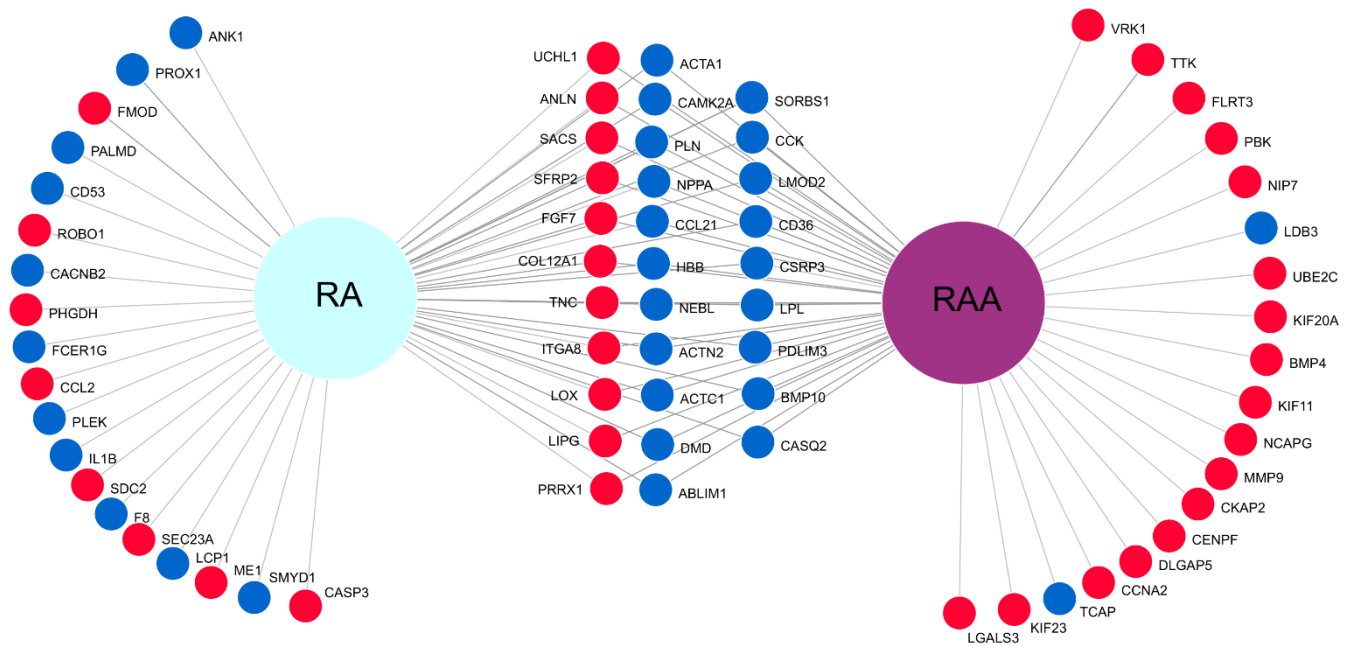 ANK1
PROX1
FMOD
PALMD
CD53
ROBO1
CACNB2
PHGDH
FCER1G
CCL2
PLEK
IL1B
SDC2
F8
SEC23A
LCP1
ME1
SMYD1
CASP3
RA
UCHL1
ANLN
SACS
SFRP2
FGF7
COL12A1
TNC
ITGA8
LOX
LIPG
PRRX1
ACTA1
CAMK2A
PLN
NPPA
CCL21
HBB
NEBL
ACTN2
ACTC1
DMD
ABLIM1
SORBS1
CCK
LMOD2
CD36
CSRP3
LPL
PDLIM3
BMP10
CASQ2
RAA
VRK1
TTK
FLRT3
PBK
NIP7
LDB3
UBE2C
KIF20A
BMP4
KIF11
NCAPG
MMP9
CKAP2
CENPF
DLGAP5
CCNA2
TCAP
KIF23
LGALS3